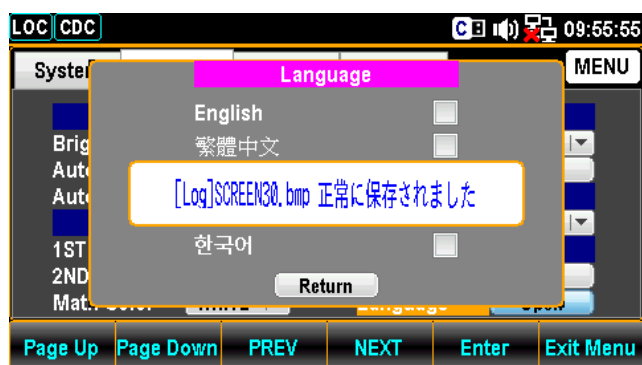 LOC CDC C 09:55:55
System MENU
Language
English
繁體中文
Brig
Auto
Auto
[Log]SCREEN30.bmp 正常に保存されました
1ST
한국어
2ND
Return
Page Up Page Down PREV NEXT Enter Exit Menu